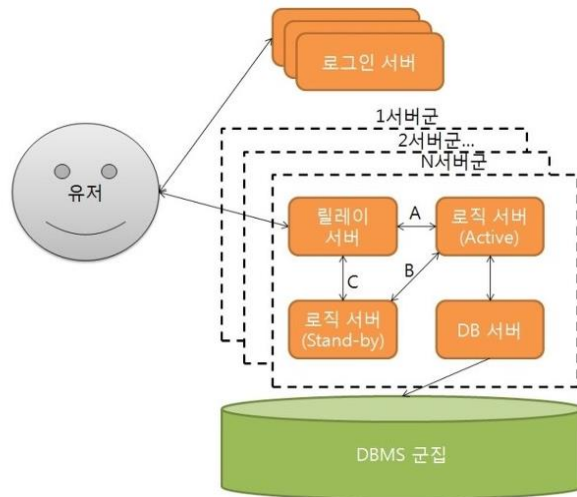 로그인 서버
1서버군
2서버군...
N서버군
유저
릴레이
서버
A
로직 서버
(Active)
B
C
로직 서버
(Stand-by)
DB 서버
DBMS 군집